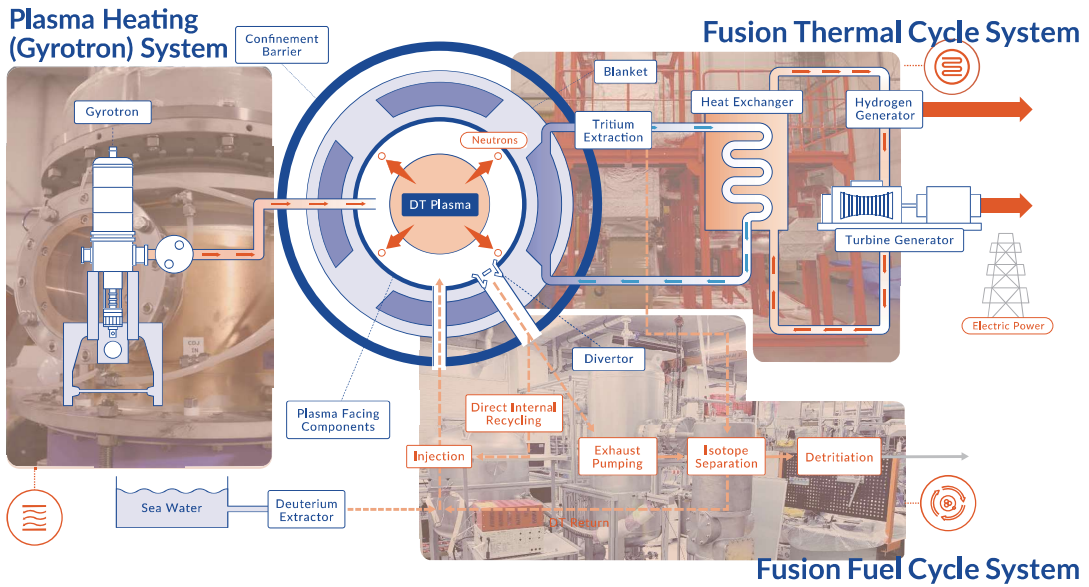 Plasma Heating
(Gyrotron) System
Confinement
Barrier
Fusion Thermal Cycle System
Gyrotron
Blanket
Heat Exchanger
Hydrogen
Generator
Tritium
Extraction
Neutrons
DT Plasma
Turbine Generator
Electric Power
Divertor
Plasma Facing
Components
Direct Internal
Recycling
Injection
Exhaust
Pumping
Isotope
Separation
Detritiation
Sea Water
Deuterium
Extractor
DT Return
Fusion Fuel Cycle System